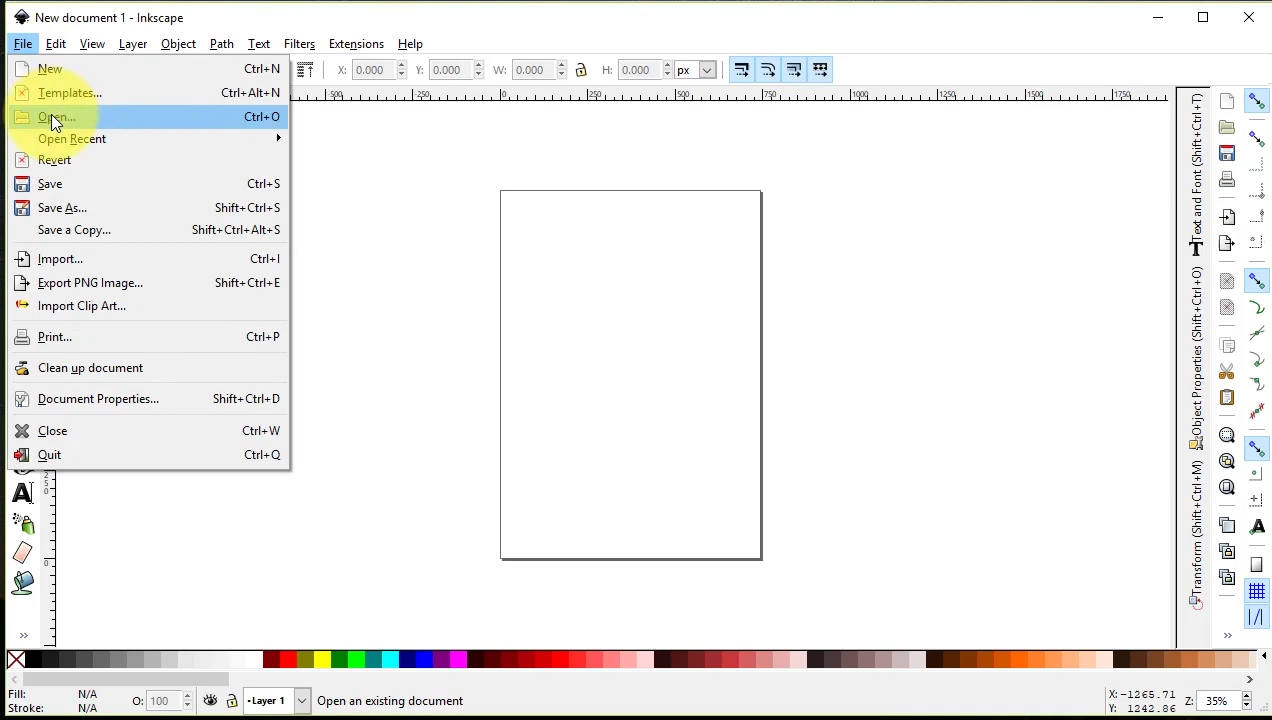 New document 1 - Inkscape
File Edit View Layer Object Path Text Filters Extensions Help
New Ctrl+N
X: 0.000 Y: 0.000 W: 0.000 H: 0.000 px
Templates... Ctrl+Alt+N
-500 -250 0 250 500 750 1000 1250 1500 1750
Open... Ctrl+O
Open Recent
Revert
Save Ctrl+S
Save As... Shift+Ctrl+S
Save a Copy... Shift+Ctrl+Alt+S
Import... Ctrl+I
Export PNG Image... Shift+Ctrl+E
Import Clip Art...
Print... Ctrl+P
Clean up document
Document Properties... Shift+Ctrl+D
Close Ctrl+W
Quit Ctrl+Q
Text and Font (Shift+Ctrl+T)
Object Properties (Shift+Ctrl+O)
Transform (Shift+Ctrl+M)
250
0
Fill: N/A
Stroke: N/A
O: 100
•Layer 1
Open an existing document
X: -1265.71
Y: 1242.86
Z: 35%